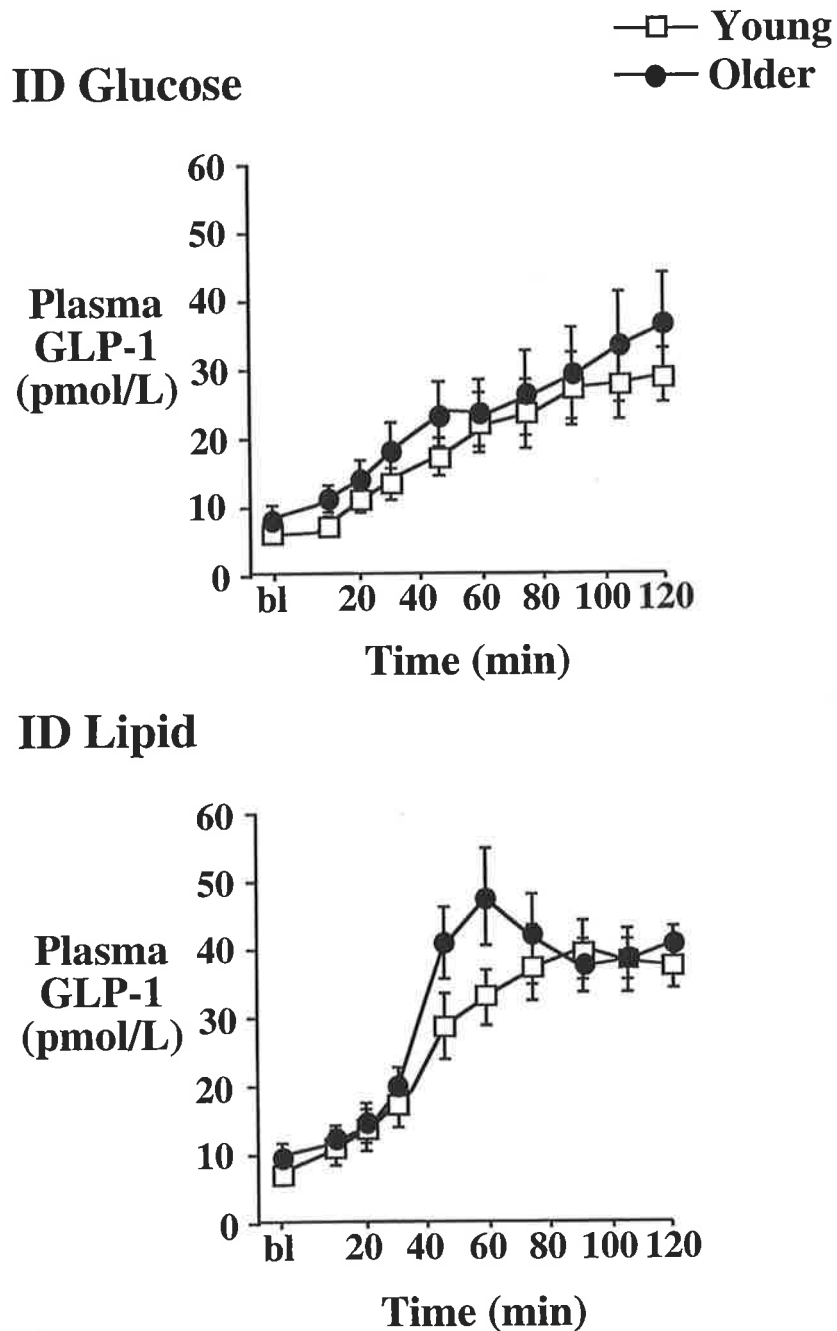 Young
Older
ID Glucose
60
50
40
30
20
10
0
Plasma
GLP-1
(pmol/L)
bl 20 40 60 80 100 120
Time (min)
ID Lipid
60
50
40
30
20
10
0
Plasma
GLP-1
(pmol/L)
bl 20 40 60 80 100 120
Time (min)